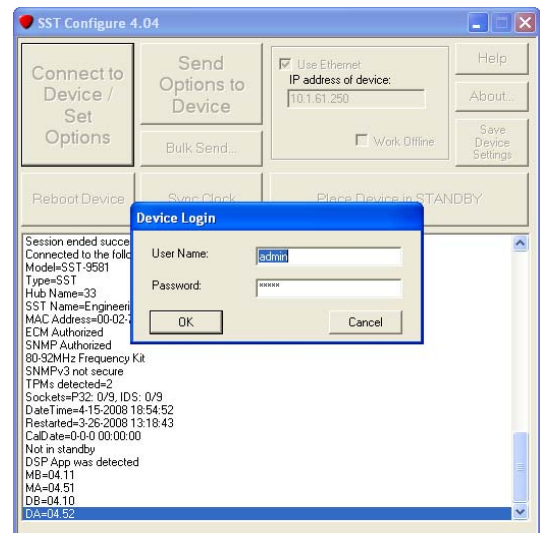 SST Configure 4.04
Connect to
Device /
Set
Options
Send
Options to
Device
Bulk Send...
Use Ethernet
IP address of device:
10.1.61.250
Work Offline
Help
About...
Save
Device
Settings
Reboot Device
Sync Clock
Place Device in STANDBY
Device Login
User Name:
admin
Password:
×××××
OK
Cancel
Session ended succe
Connected to the follo
Model=SST-9581
Type=SST
Hub Name=33
SST Name=Engineeri
MAC Address=00-02-
ECM Authorized
SNMP Authorized
80-92MHz Frequency Kit
SNMPv3 not secure
TPMs detected=2
Sockets=P32: 0/9, IDS: 0/9
DateTime=4-15-2008 18:54:52
Restarted=3-26-2008 13:18:43
CalDate=0-0-0 00:00:00
Not in standby
DSP App was detected
MB=04.11
MA=04.51
DB=04.10
DA=04.52